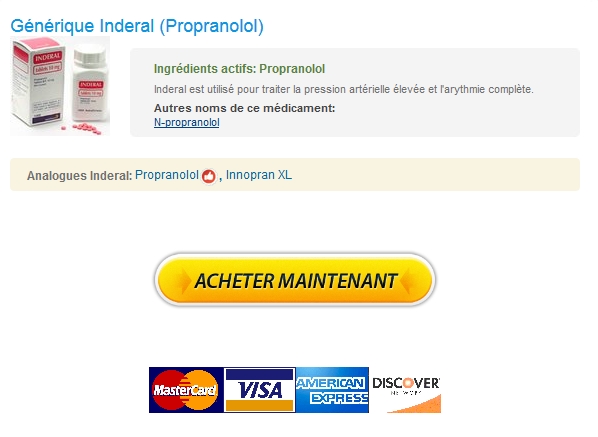 Générique Inderal (Propranolol)
INDERAL
INDERAL
Ingrédients actifs: Propranolol
Inderal est utilisé pour traiter la pression artérielle élevée et l'arythmie complète.
Autres noms de ce médicament:
N-propranolol
Analogues Inderal: Propranolol , Innopran XL
ACHETER MAINTENANT
MasterCard VISA AMERICAN EXPRESS DISCOVER NETWORK